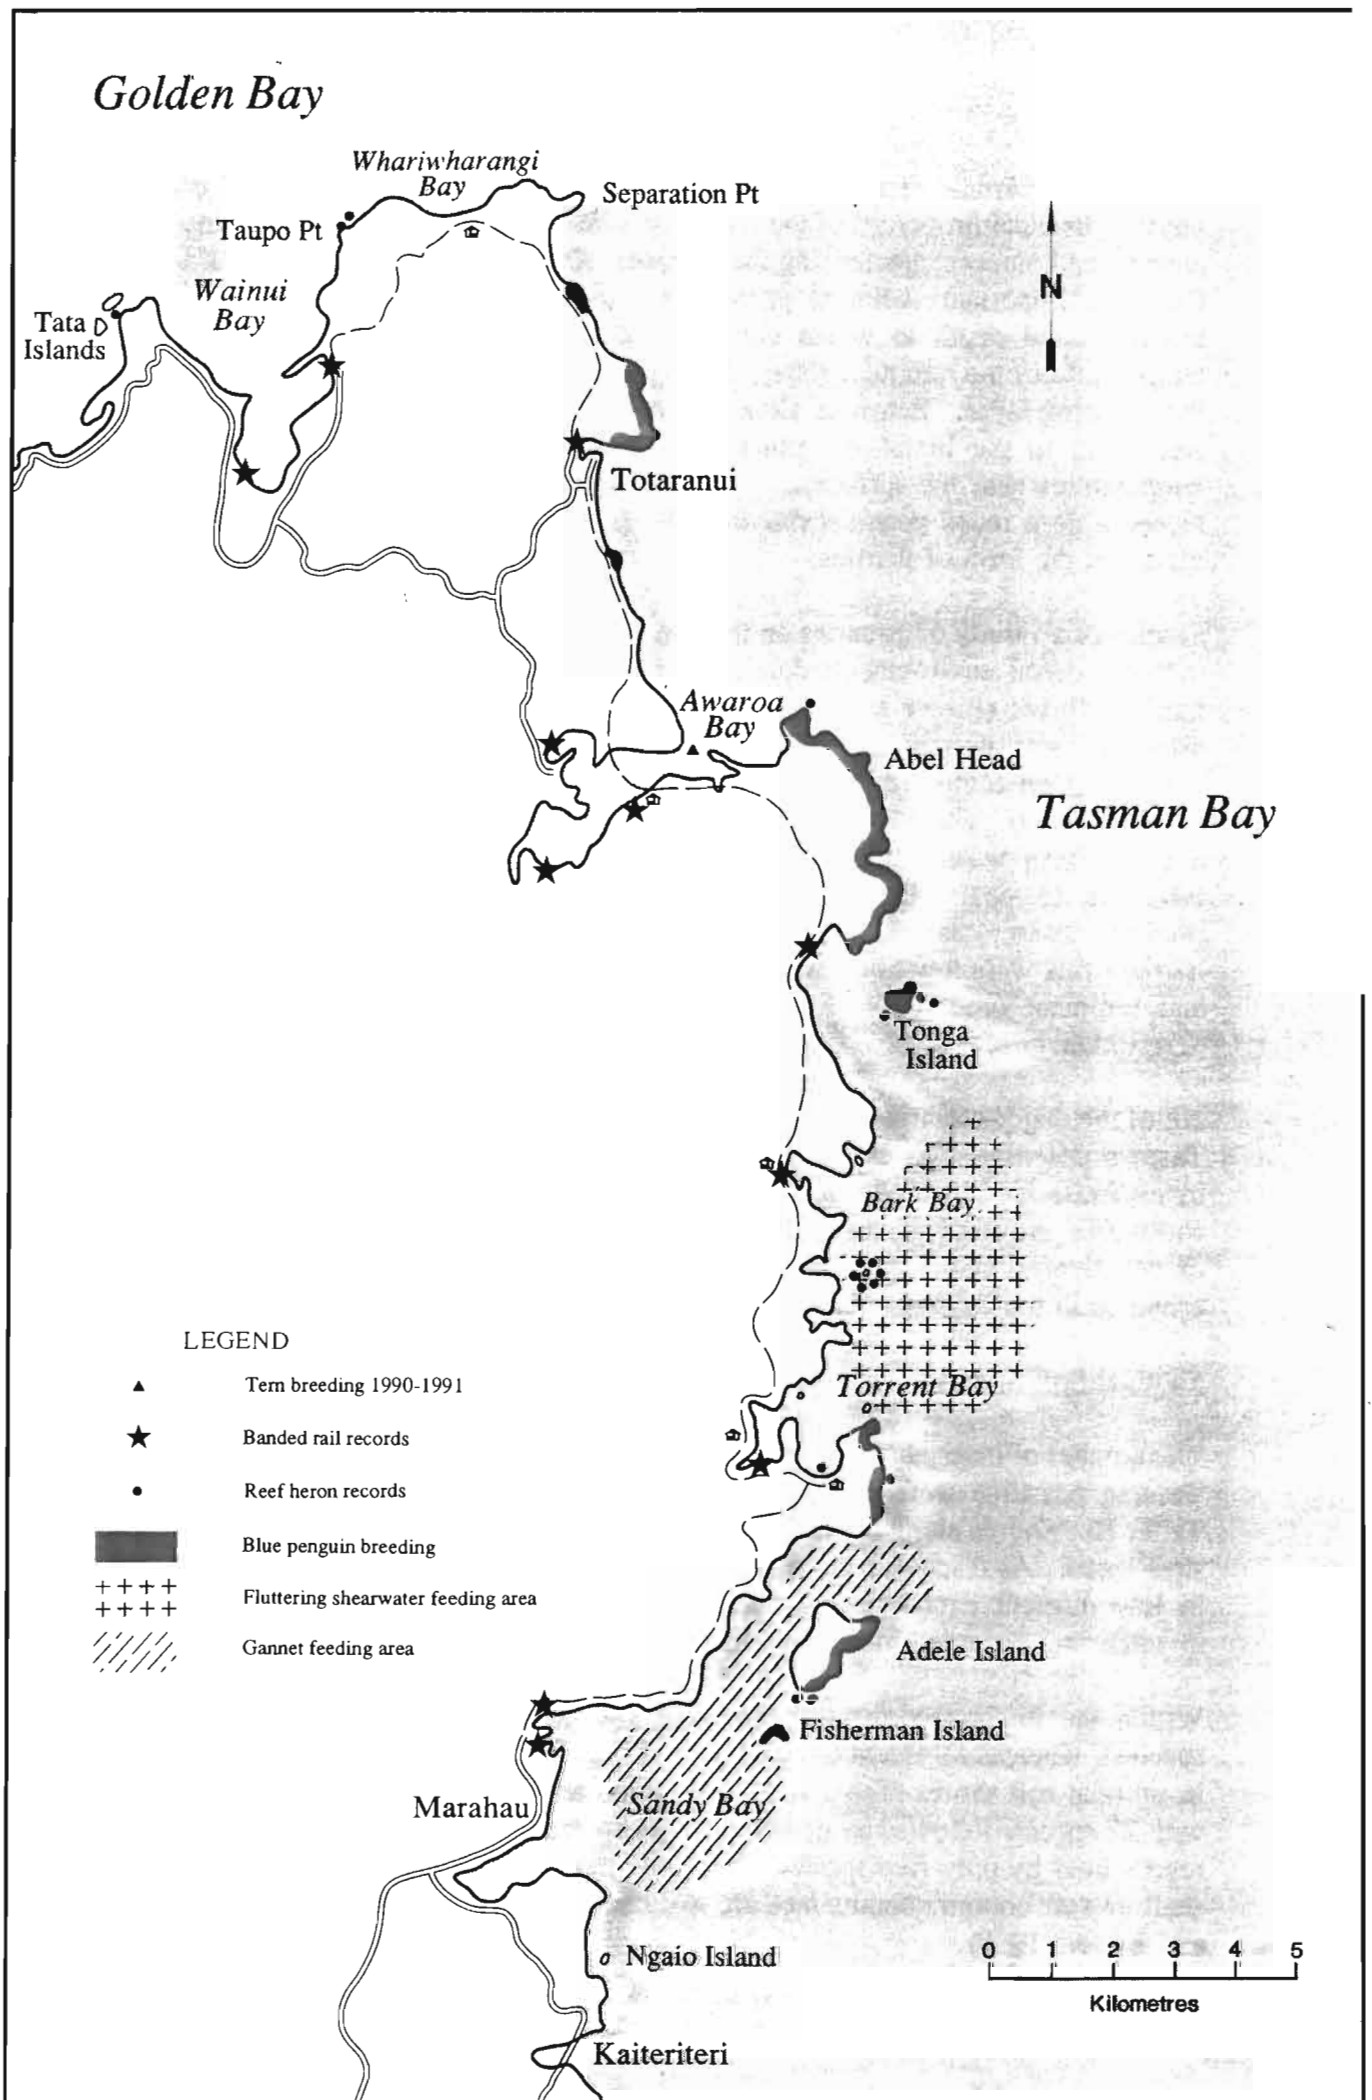 Golden Bay
Whariwharangi
Bay
Separation Pt
Taupo Pt
N
Wainui
Bay
Tata
Islands
Totaranui
Awaroa
Bay
Abel Head
Tasman Bay
Tonga
Island
Bark Bay
LEGEND
Tern breeding 1990-1991
Torrent Bay
Banded rail records
Reef heron records
Blue penguin breeding
Fluttering shearwater feeding area
Gannet feeding area
Adele Island
Fisherman Island
Marahau
Sandy Bay
Ngaio Island
0 1 2 3 4 5
Kilometres
Kaiteriteri